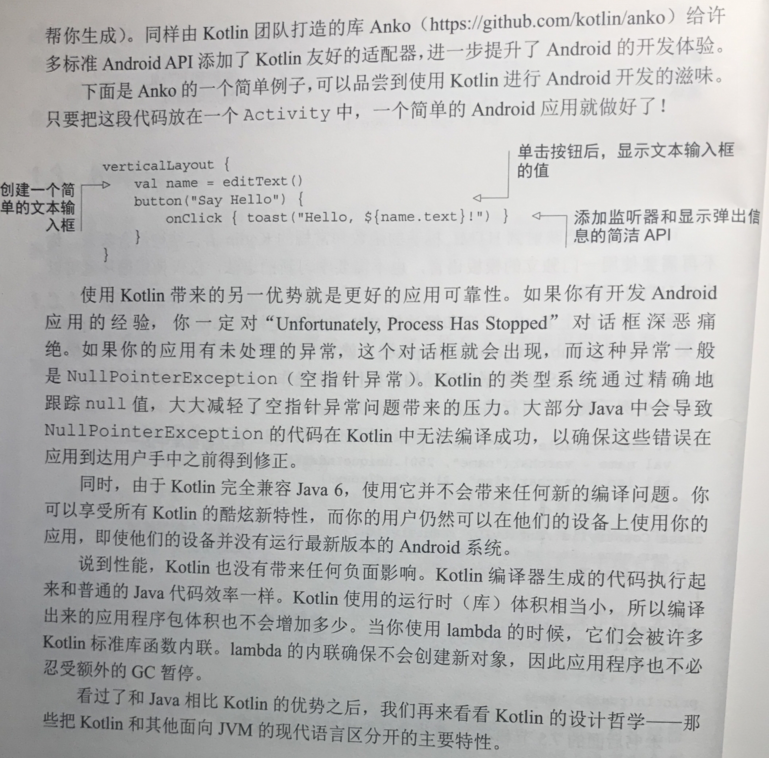 帮你生成)。同样由 Kotlin 团队打造的库 Anko（https://github.com/kotlin/anko）给许
多标准 Android API 添加了 Kotlin 友好的适配器,进一步提升了 Android 的开发体验。
下面是 Anko 的一个简单例子,可以品尝到使用 Kotlin 进行 Android 开发的滋味。
只要把这段代码放在一个 Activity 中，一个简单的 Android 应用就做好了！
创建一个简
单的文本输
入框
verticalLayout {
val name = editText()
button("Say Hello") {
onClick { toast("Hello, ${name.text}!") }
}
}
单击按钮后，显示文本输入框
的值
添加监听器和显示弹出信
息的简洁 API
使用 Kotlin 带来的另一优势就是更好的应用可靠性。如果你有开发 Android
应用的经验，你一定对“Unfortunately, Process Has Stopped”对话框深恶痛
绝。如果你的应用有未处理的异常，这个对话框就会出现，而这种异常一般
是 NullPointerException（空指针异常）。Kotlin 的类型系统通过精确地
跟踪 null 值，大大减轻了空指针异常问题带来的压力。大部分 Java 中会导致
NullPointerException 的代码在 Kotlin 中无法编译成功，以确保这些错误在
应用到达用户手中之前得到修正。
同时，由于 Kotlin 完全兼容 Java 6，使用它并不会带来任何新的编译问题。你
可以享受所有 Kotlin 的酷炫新特性，而你的用户仍然可以在他们的设备上使用你的
应用，即使他们的设备并没有运行最新版本的 Android 系统。
说到性能，Kotlin 也没有带来任何负面影响。Kotlin 编译器生成的代码执行起
来和普通的 Java 代码效率一样。Kotlin 使用的运行时（库）体积相当小，所以编译
出来的应用程序包体积也不会增加多少。当你使用 lambda 的时候，它们会被许多
Kotlin 标准库函数内联。lambda 的内联确保不会创建新对象，因此应用程序也不必
忍受额外的 GC 暂停。
看过了和 Java 相比 Kotlin 的优势之后，我们再来看看 Kotlin 的设计哲学——那
些把 Kotlin 和其他面向 JVM 的现代语言区分开的主要特性。